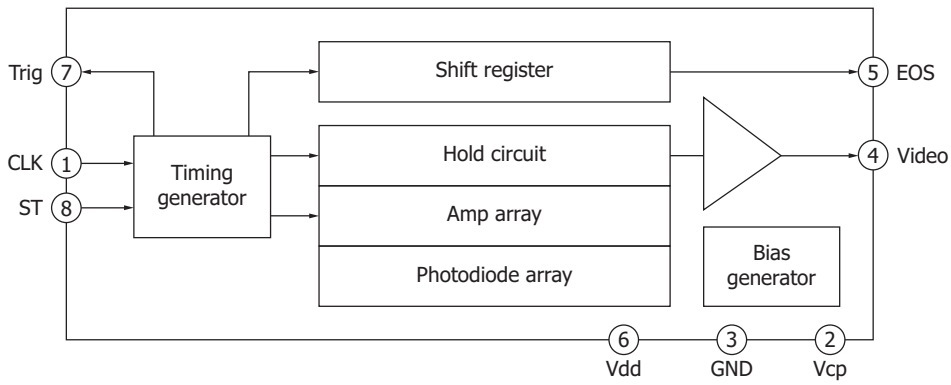 Trig 7
Shift register
5 EOS
CLK 1
Timing
generator
Hold circuit
4 Video
ST 8
Amp array
Photodiode array
Bias
generator
6
Vdd
3
GND
2
Vcp